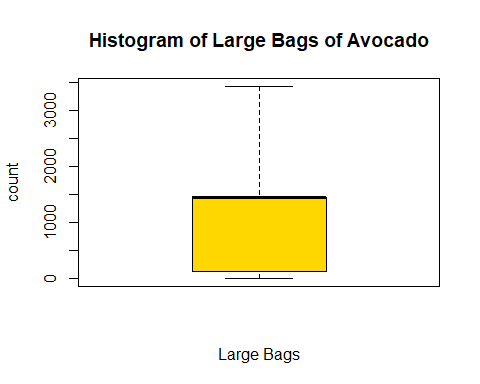 Histogram of Large Bags of Avocado
count
3000
2000
1000
0
Large Bags